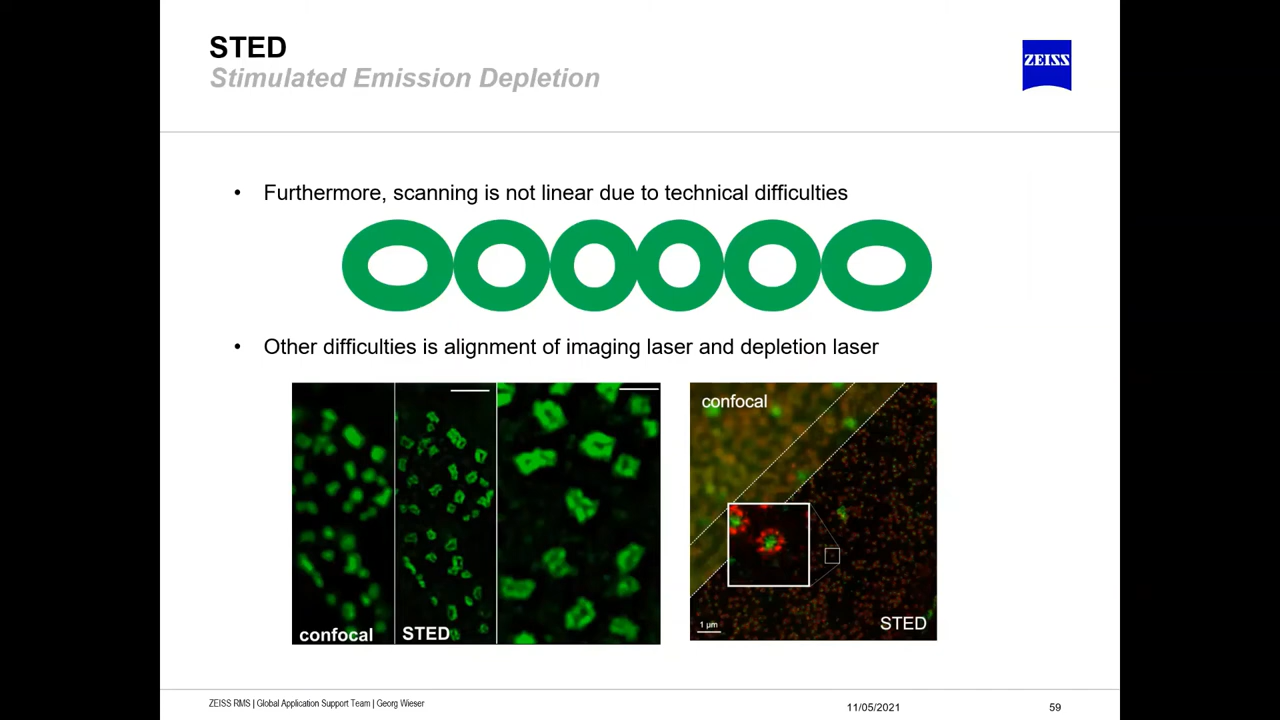 STED
Stimulated Emission Depletion
ZEISS
• Furthermore, scanning is not linear due to technical difficulties
• Other difficulties is alignment of imaging laser and depletion laser
confocal
STED
confocal
1 µm
STED
ZEISS RMS | Global Application Support Team | Georg Wieser
11/05/2021
59